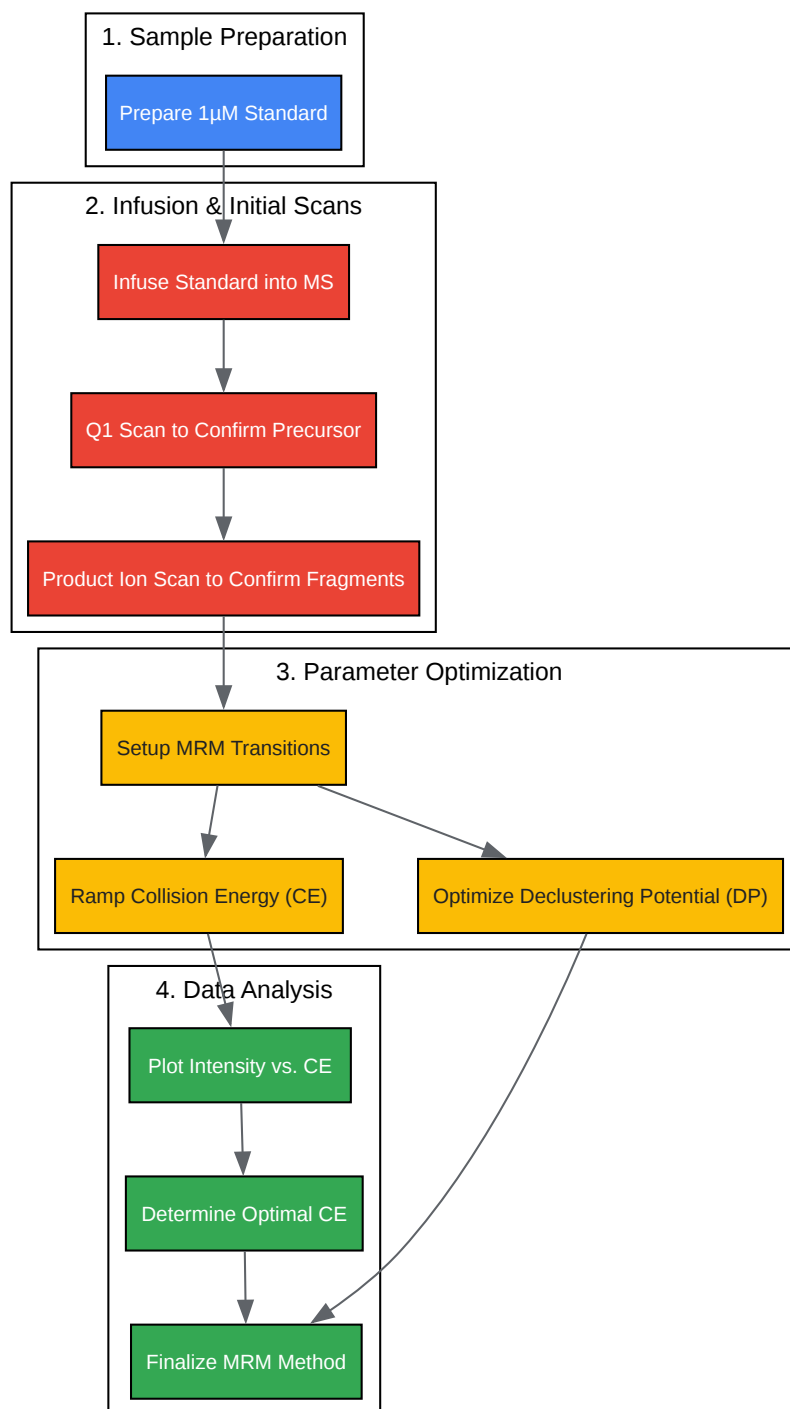 1. Sample Preparation
Prepare 1µM Standard
2. Infusion & Initial Scans
Infuse Standard into MS
Q1 Scan to Confirm Precursor
Product Ion Scan to Confirm Fragments
3. Parameter Optimization
Setup MRM Transitions
Ramp Collision Energy (CE)
Optimize Declustering Potential (DP)
4. Data Analysis
Plot Intensity vs. CE
Determine Optimal CE
Finalize MRM Method